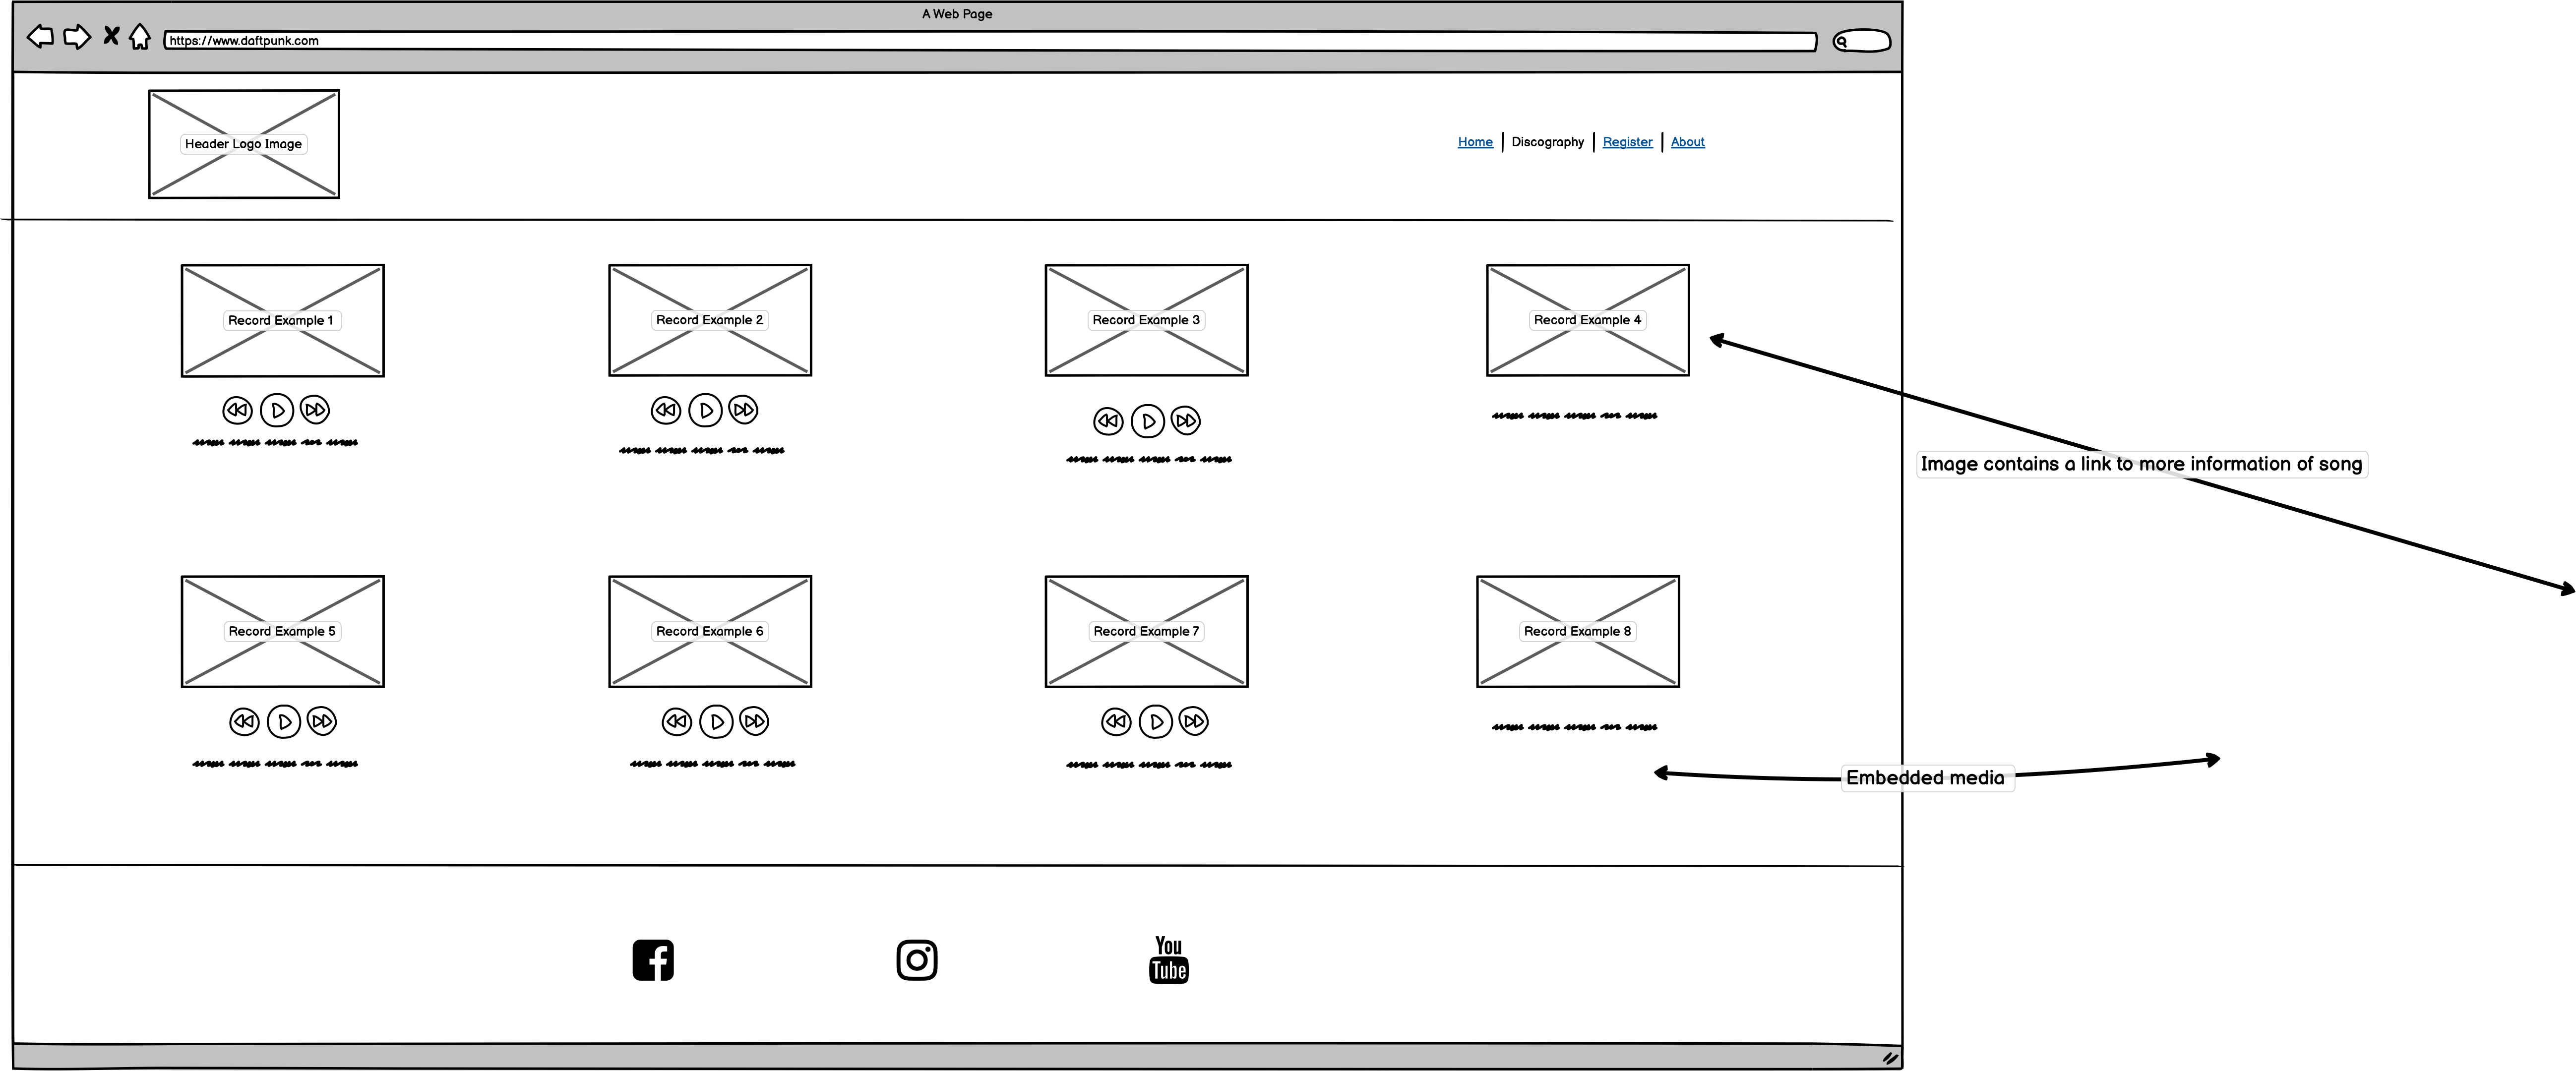 A Web Page
https://www.daftpunk.com
Header Logo Image
Home Discography Register About
Record Example 1
Record Example 2
Record Example 3
Record Example 4
Image contains a link to more information of song
Record Example 5
Record Example 6
Record Example 7
Record Example 8
Embedded media
You
Tube